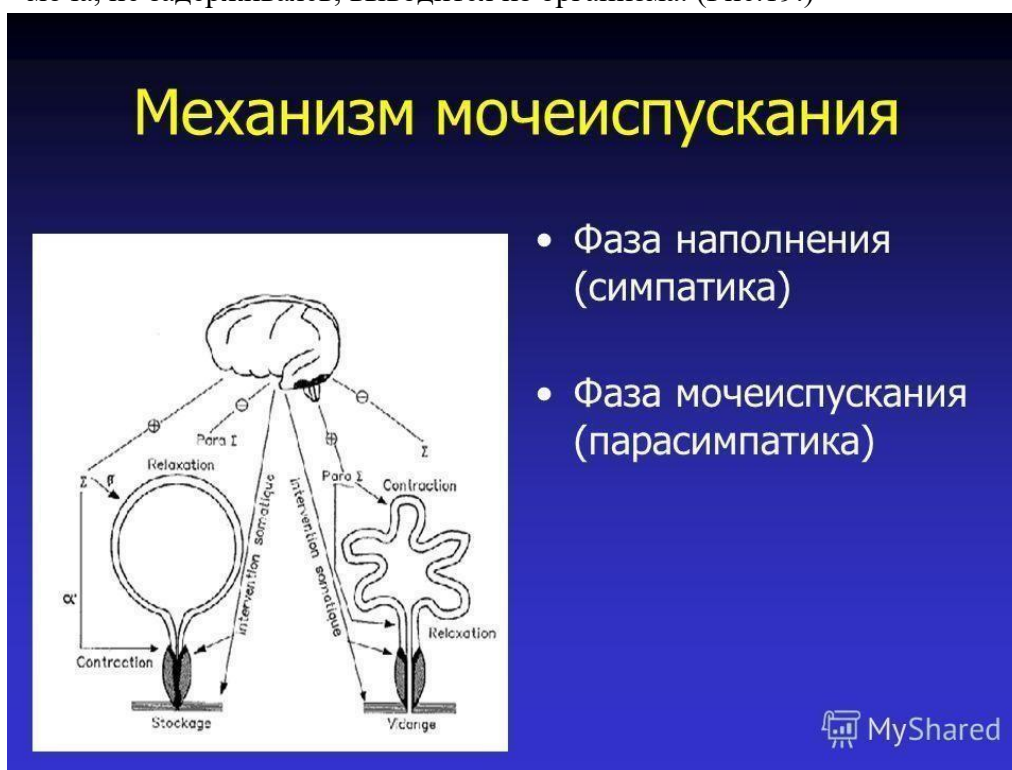 Механизм мочеиспускания
• Фаза наполнения
(симпатика)
• Фаза мочеиспускания
(парасимпатика)
Para Σ
Σ
Relaxation
Σ β
Para Σ
Contraction
intervention somatique
intervention somatique
α
Relaxation
Contraction
Stockage
Vidange
MyShared